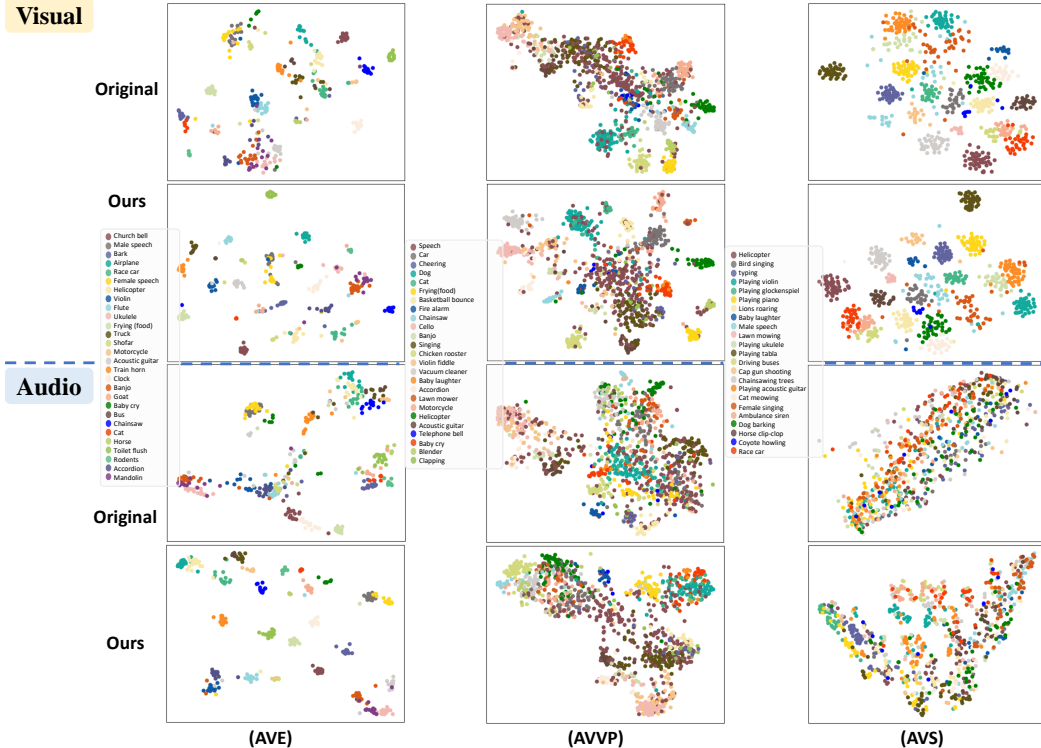 Visual
Original
Ours
Church bell
Male speech
Bark
Airplane
Race car
Female speech
Helicopter
Violin
Flute
Ukulele
Frying (food)
Truck
Shofar
Motorcycle
Acoustic guitar
Train horn
Clock
Banjo
Goat
Baby cry
Bus
Chainsaw
Cat
Horse
Toilet flush
Rodents
Accordion
Mandolin
Speech
Car
Cheering
Dog
Cat
Frying(food)
Basketball bounce
Fire alarm
Chainsaw
Cello
Banjo
Singing
Chicken rooster
Violin fiddle
Vacuum cleaner
Baby laughter
Accordion
Lawn mower
Motorcycle
Helicopter
Acoustic guitar
Telephone bell
Baby cry
Blender
Clapping
Helicopter
Bird singing
typing
Playing violin
Playing glockenspiel
Playing piano
Lions roaring
Baby laughter
Male speech
Lawn mowing
Playing ukulele
Playing tabla
Driving buses
Cap gun shooting
Chainsawing trees
Playing acoustic guitar
Cat meowing
Female singing
Ambulance siren
Dog barking
Horse clip-clop
Coyote howling
Race car
Audio
Original
Ours
(AVE) (AVVP) (AVS)